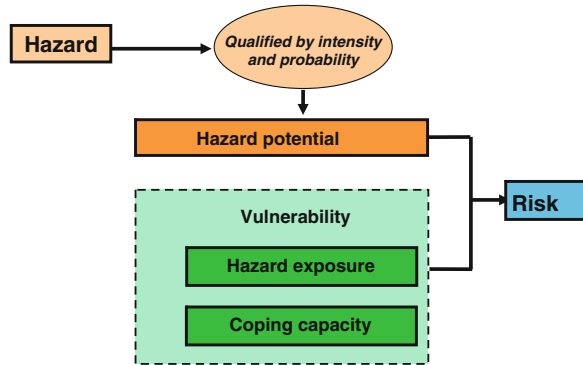 Hazard
Qualified by intensity
and probability
Hazard potential
Vulnerability
Risk
Hazard exposure
Coping capacity